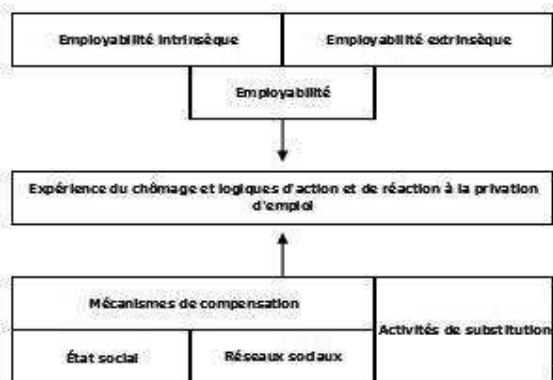 Employabilité intrinsèque
Employabilité extrinsèque
Employabilité
Expérience du chômage et logiques d'action et de réaction à la privation
d'emploi
Mécanismes de compensation
Activités de substitution
État social
Réseaux sociaux